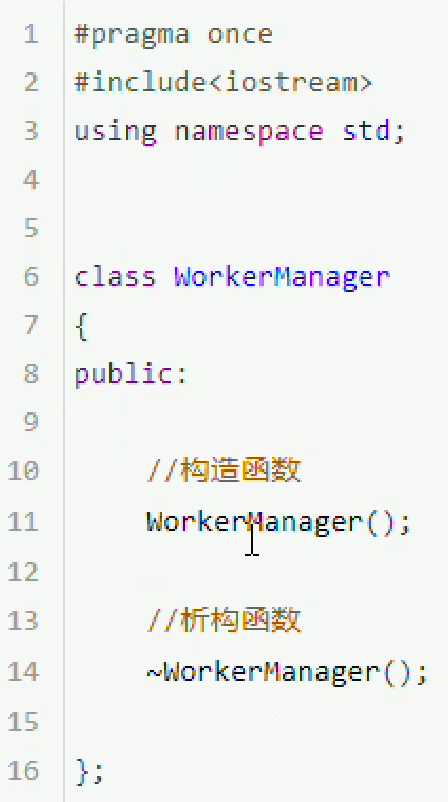 1 #pragma once
2 #include<iostream>
3 using namespace std;
4
5
6 class WorkerManager
7 {
8 public:
9
10 //构造函数
11 WorkerManager();
12
13 //析构函数
14 ~WorkerManager();
15
16 };